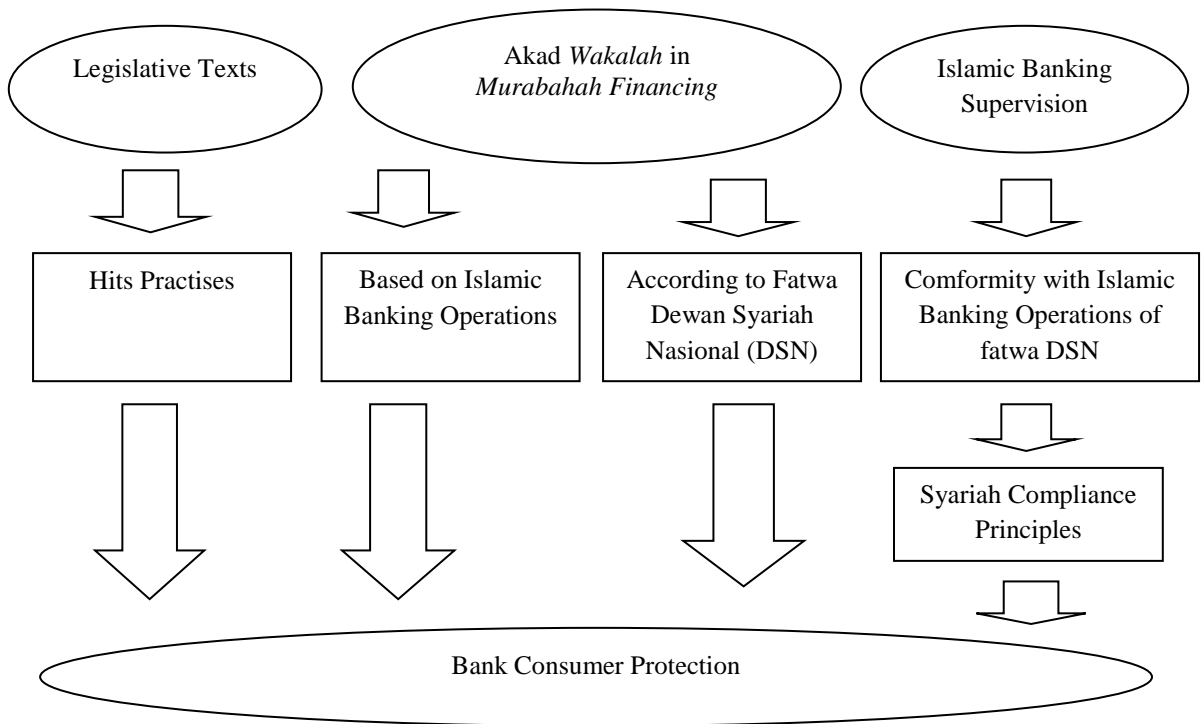 Legislative Texts
Akad Wakalah in
Murabahah Financing
Islamic Banking
Supervision
Hits Practises
Based on Islamic
Banking Operations
According to Fatwa
Dewan Syariah
Nasional (DSN)
Comformity with Islamic
Banking Operations of
fatwa DSN
Syariah Compliance
Principles
Bank Consumer Protection